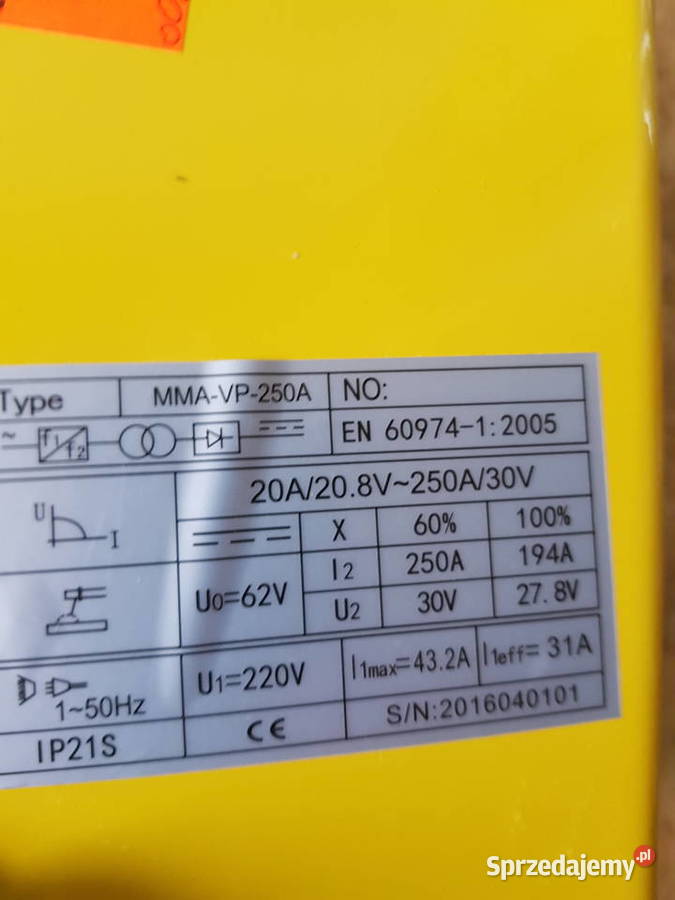 Type MMA-VP-250A NO:
~ f1/f2 EN 60974-1:2005
20A/20.8V~250A/30V
U I X 60% 100%
U0=62V I2 250A 194A
U2 30V 27.8V
1~50Hz U1=220V I1max=43.2A I1eff= 31A
IP21S CE S/N:2016040101
Sprzedajemy.pl